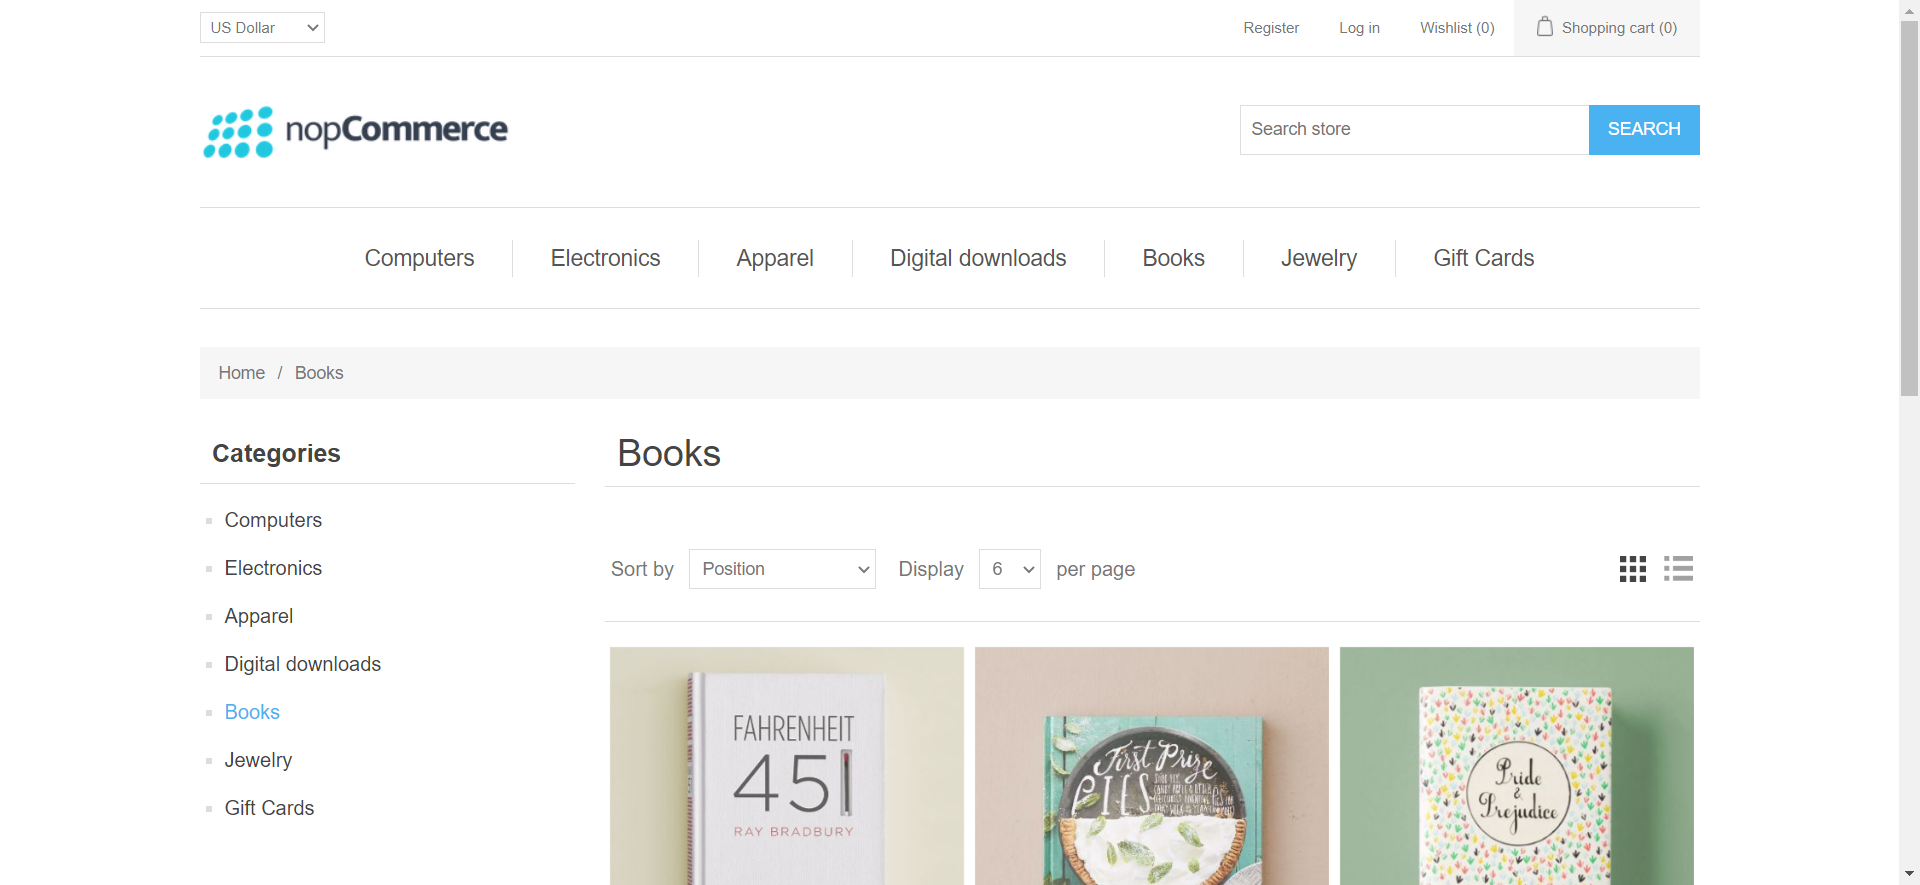 US Dollar
Register
Log in
Wishlist (0)
Shopping cart (0)
nopCommerce
Search store
SEARCH
Computers
Electronics
Apparel
Digital downloads
Books
Jewelry
Gift Cards
Home / Books
Categories
Computers
Electronics
Apparel
Digital downloads
Books
Jewelry
Gift Cards
Books
Sort by Position Display 6 per page
FAHRENHEIT
451
RAY BRADBURY
First Prize
PIES
Pride
&
Prejudice